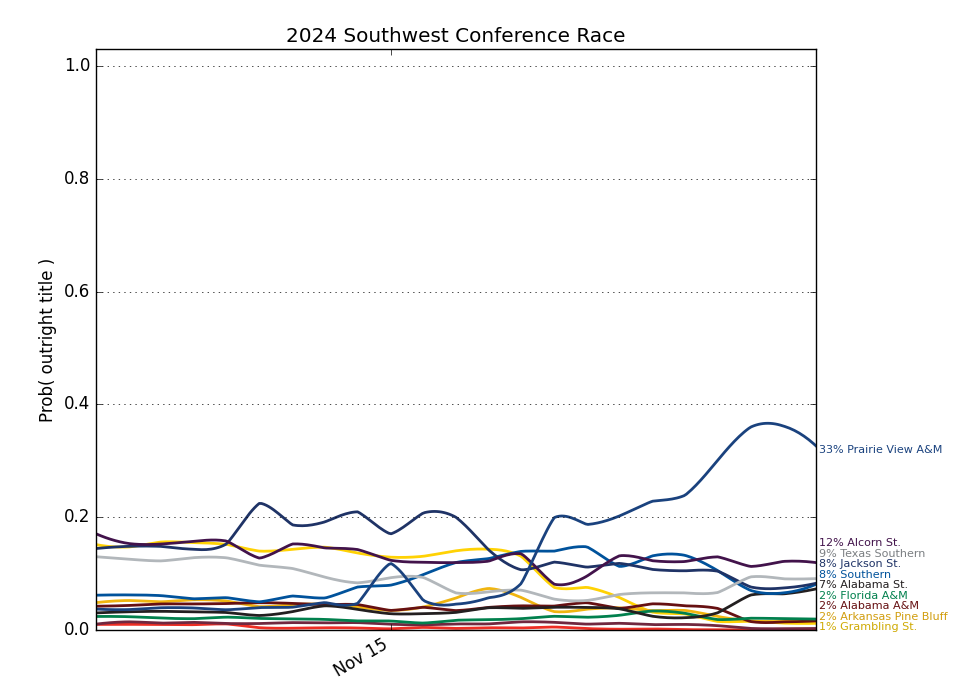 2024 Southwest Conference Race
1.0
0.8
0.6
0.4
0.2
0.0
Prob( outright title )
Nov 15
33% Prairie View A&M
12% Alcorn St.
9% Texas Southern
8% Jackson St.
8% Southern
7% Alabama St.
2% Florida A&M
2% Alabama A&M
2% Arkansas Pine Bluff
1% Grambling St.